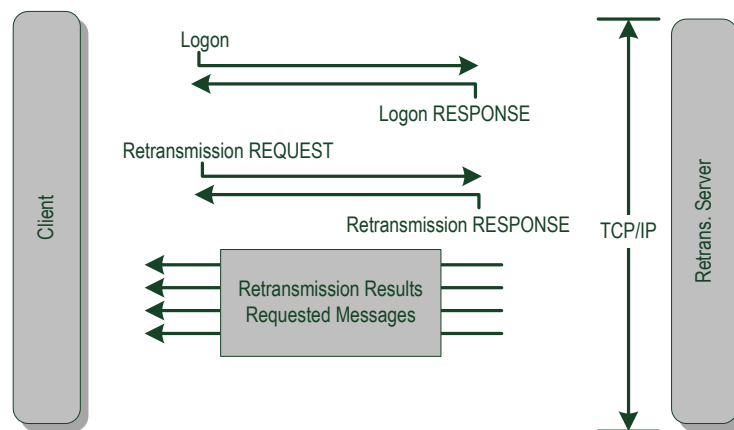 Logon
Logon RESPONSE
Retransmission REQUEST
Retransmission RESPONSE
Client
TCP/IP
Retrans. Server
Retransmission Results
Requested Messages